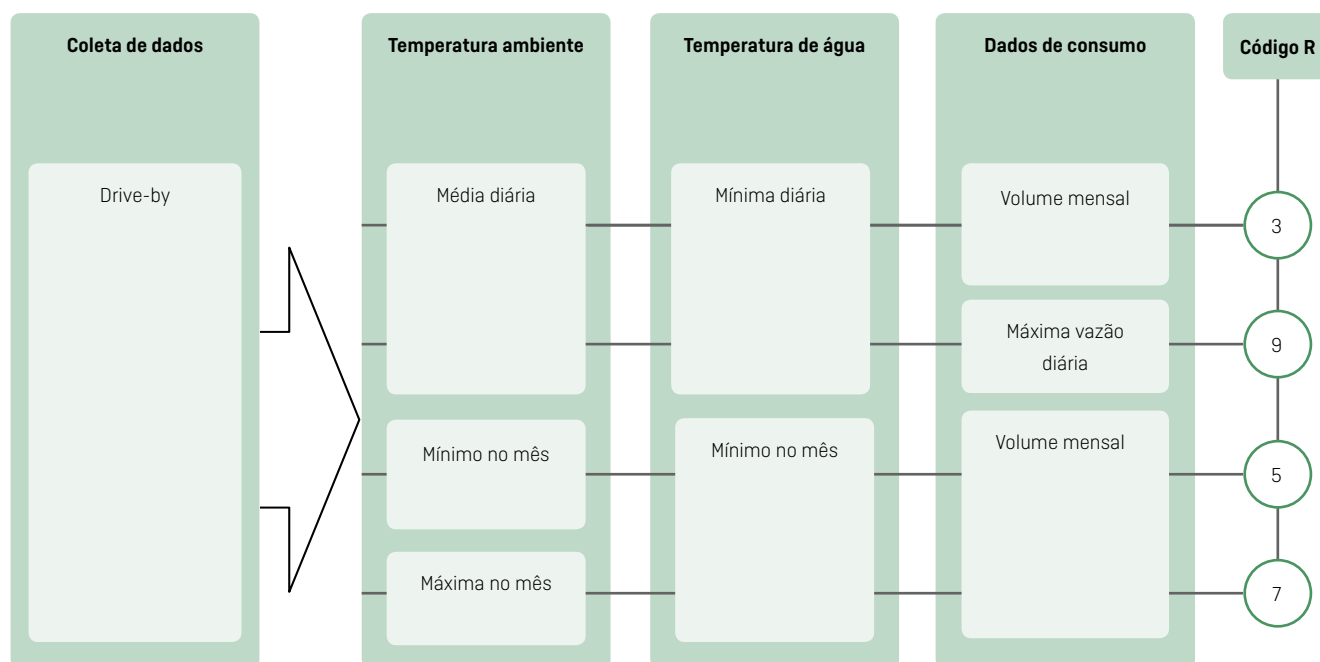 Coleta de dados
Temperatura ambiente
Temperatura de água
Dados de consumo
Código R
Drive-by
Média diária
Mínima diária
Volume mensal
3
Máxima vazão
diária
9
Mínimo no mês
Mínimo no mês
Volume mensal
5
Máxima no mês
7